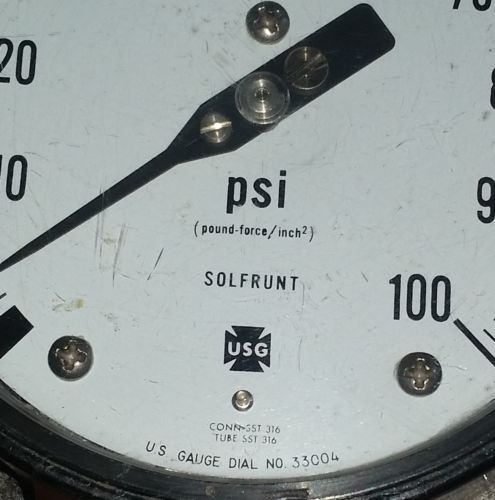 20
10
psi
(pound-force/inch²)
SOLFRUNT
100
USG
CONN-SST 316
TUBE SST 316
U.S. GAUGE DIAL NO. 33004